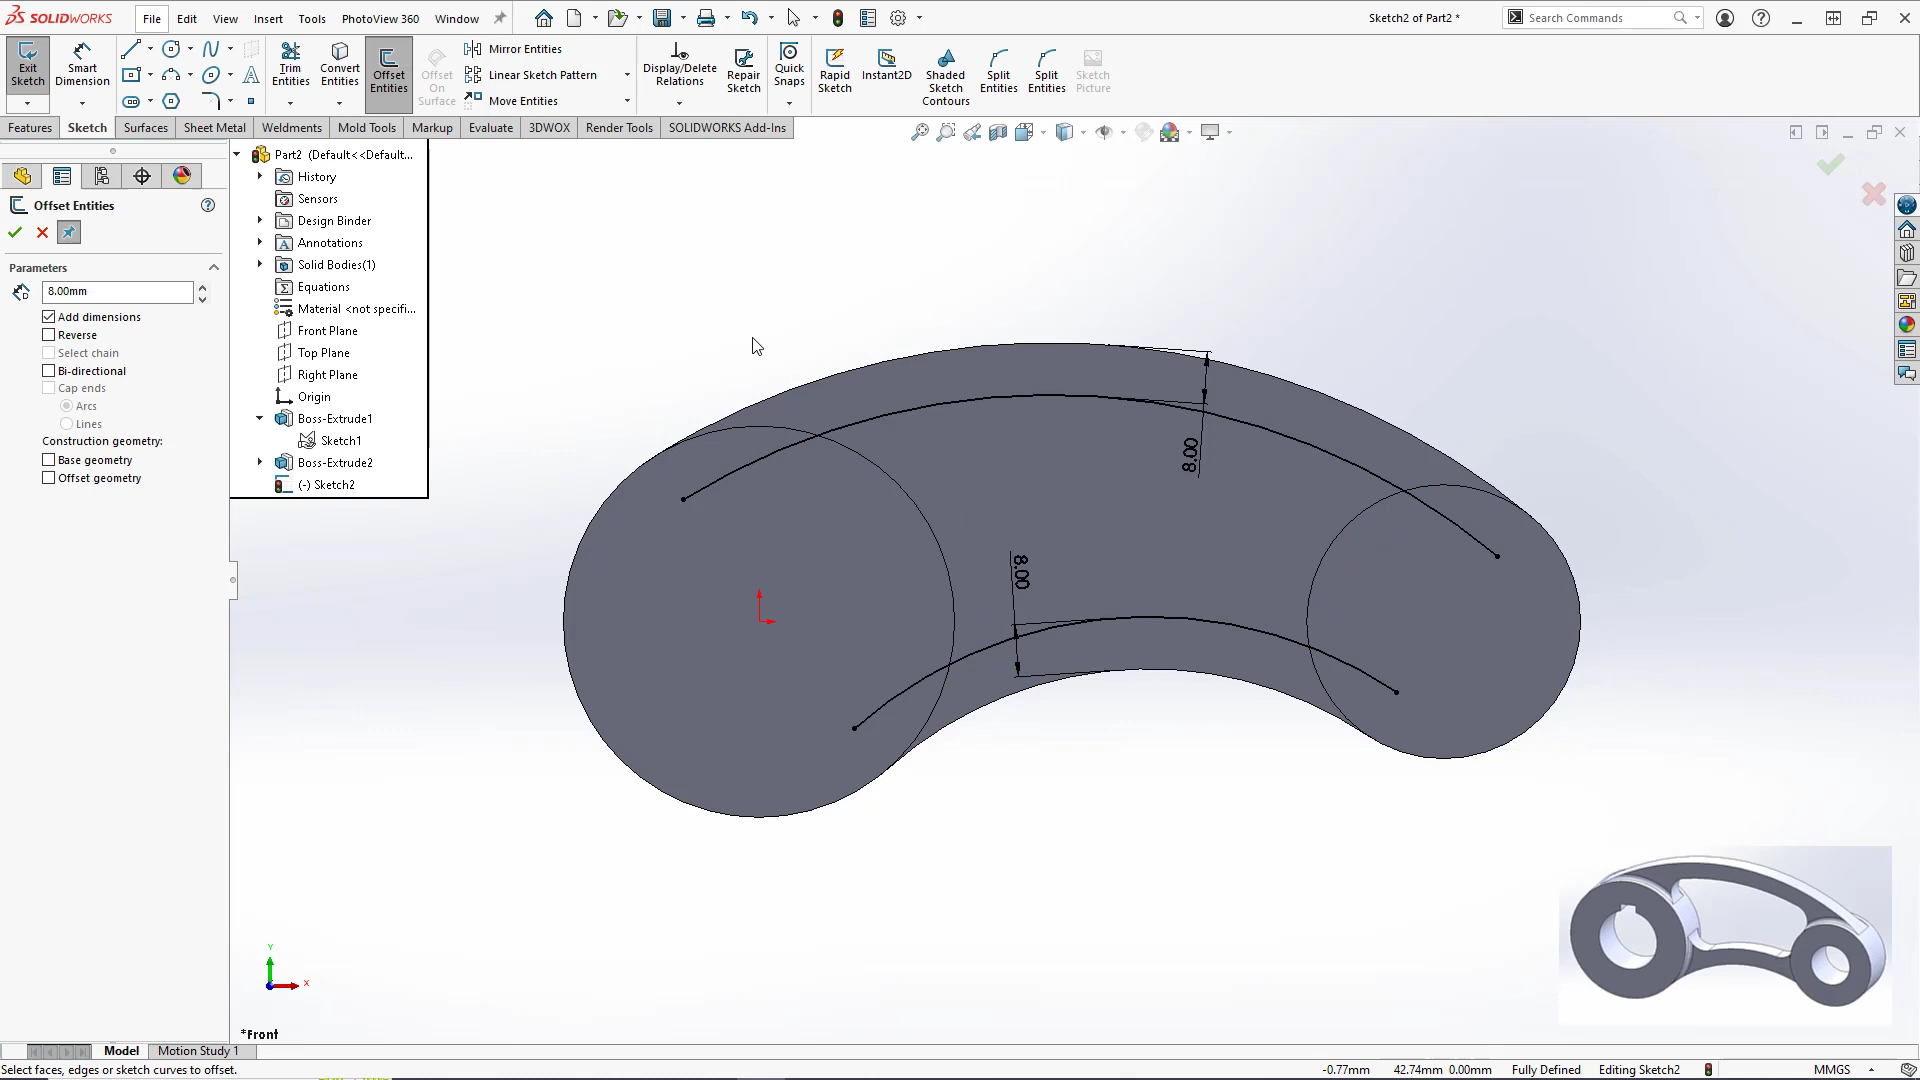 SOLIDWORKS
File Edit View Insert Tools PhotoView 360 Window
Sketch2 of Part2 *
Search Commands
Exit Sketch
Smart Dimension
Trim Entities
Convert Entities
Offset Entities
Offset On Surface
Mirror Entities
Linear Sketch Pattern
Move Entities
Display/Delete Relations
Repair Sketch
Quick Snaps
Rapid Sketch
Instant2D
Shaded Sketch Contours
Split Entities
Split Entities
Sketch Picture
Features Sketch Surfaces Sheet Metal Weldments Mold Tools Markup Evaluate 3DWOX Render Tools SOLIDWORKS Add-Ins
Offset Entities
Parameters
8.00mm
Add dimensions
Reverse
Select chain
Bi-directional
Cap ends
Arcs
Lines
Construction geometry:
Base geometry
Offset geometry
Part2 (Default<<Default...
History
Sensors
Design Binder
Annotations
Solid Bodies(1)
Equations
Material <not specifi...
Front Plane
Top Plane
Right Plane
Origin
Boss-Extrude1
Sketch1
Boss-Extrude2
(-) Sketch2
8.00
8.00
Y
X
*Front
Model Motion Study 1
Select faces, edges or sketch curves to offset.
-0.77mm 42.74mm 0.00mm Fully Defined Editing Sketch2 MMGS